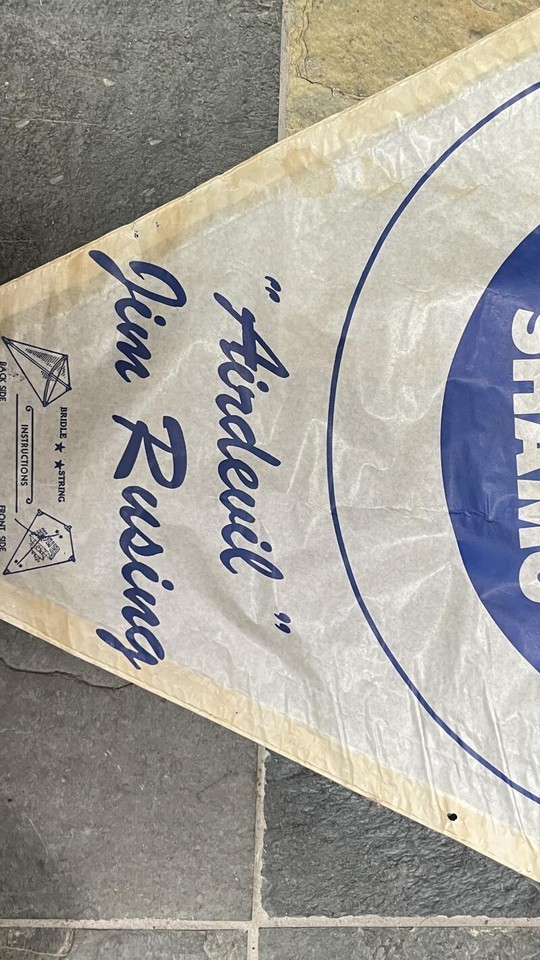 "Airdevil"
Jim Rusing
BRIDLE ★ ★ STRING
INSTRUCTIONS
BACK SIDE FRONT SIDE